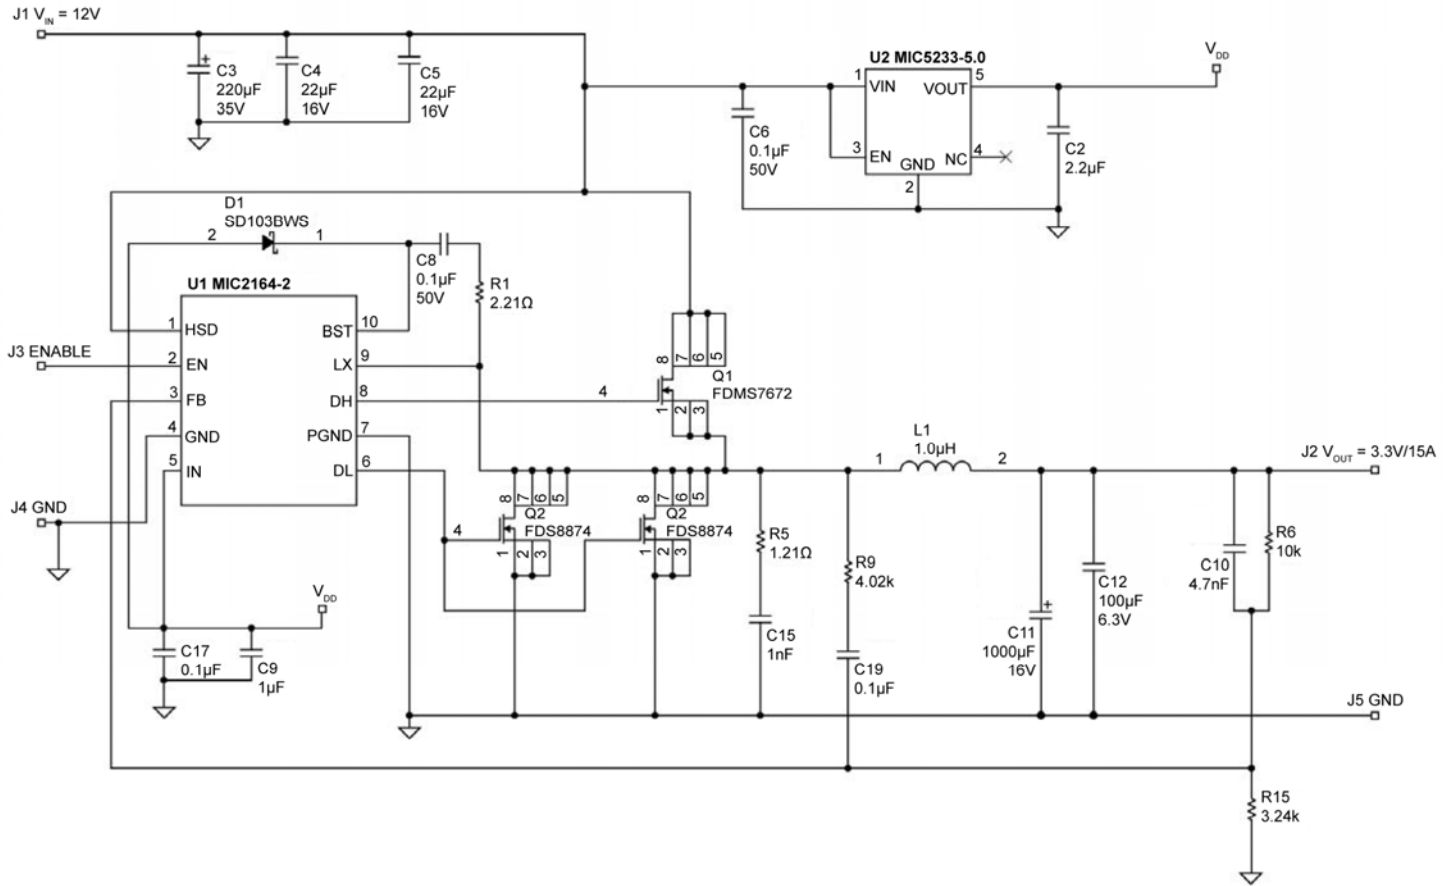 J1 VIN = 12V
C3
220µF
35V
C4
22µF
16V
C5
22µF
16V
U2 MIC5233-5.0
VDD
1
VIN
VOUT
5
C6
0.1µF
50V
3
EN
GND
NC
4
2
C2
2.2µF
D1
SD103BWS
2
1
C8
0.1µF
50V
R1
2.21Ω
U1 MIC2164-2
1
HSD
BST
10
J3 ENABLE
2
EN
LX
9
3
FB
DH
8
4
GND
PGND
7
5
IN
DL
6
J4 GND
8
7
6
5
4
Q1
FDMS7672
1
2
3
8
7
6
5
4
Q2
FDS8874
1
2
3
8
7
6
5
Q2
FDS8874
1
2
3
L1
1.0µH
1
2
J2 VOUT = 3.3V/15A
R5
1.21Ω
C15
1nF
R9
4.02k
C19
0.1µF
C11
1000µF
16V
C12
100µF
6.3V
C10
4.7nF
R6
10k
VDD
C17
0.1µF
C9
1µF
J5 GND
R15
3.24k